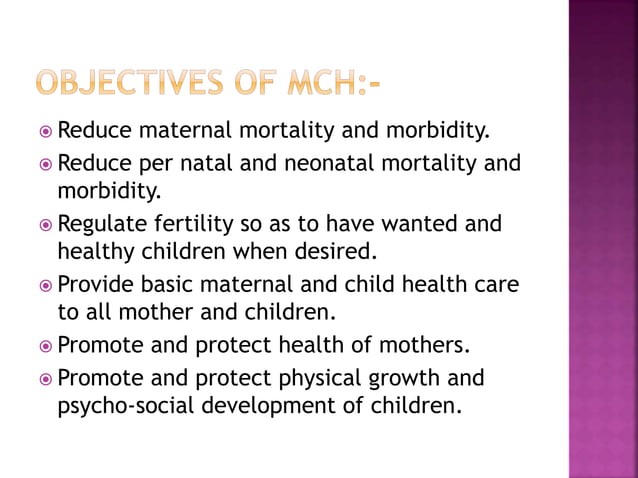 OBJECTIVES OF MCH:-
Reduce maternal mortality and morbidity.
Reduce per natal and neonatal mortality and
morbidity.
Regulate fertility so as to have wanted and
healthy children when desired.
Provide basic maternal and child health care
to all mother and children.
Promote and protect health of mothers.
Promote and protect physical growth and
psycho-social development of children.